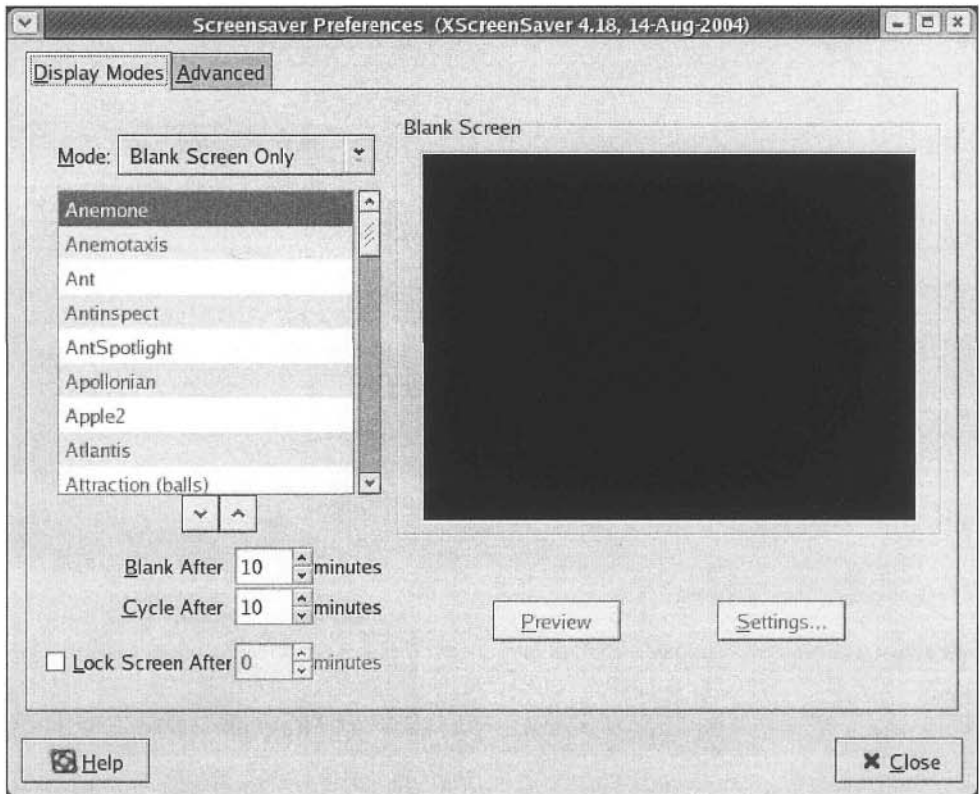 Screensaver Preferences (XScreenSaver 4.18, 14-Aug-2004)
Display Modes
Advanced
Mode: Blank Screen Only
Anemone
Anemotaxis
Ant
Antinspect
AntSpotlight
Apollonian
Apple2
Atlantis
Attraction (balls)
Blank After 10 minutes
Cycle After 10 minutes
Lock Screen After 0 minutes
Blank Screen
Preview
Settings...
Help
Close